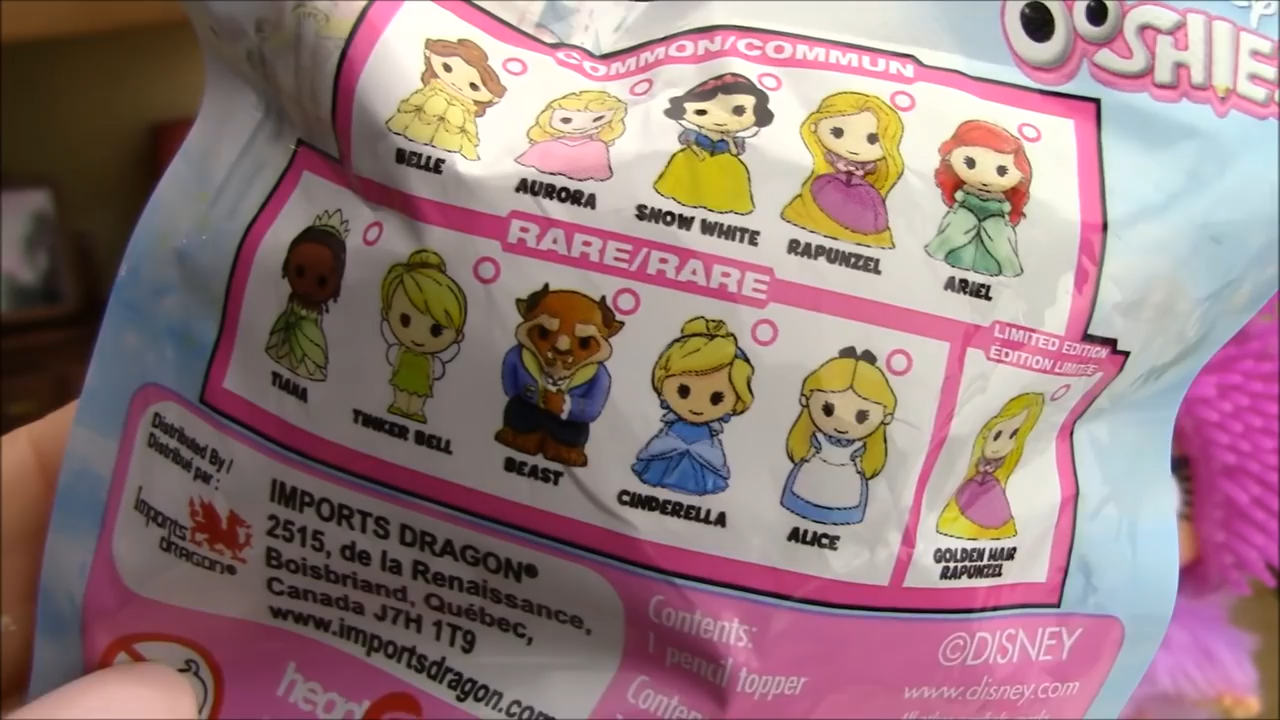 OOSHIE
COMMON/COMMUN
BELLE
AURORA
SNOW WHITE
RAPUNZEL
ARIEL
RARE/RARE
TIANA
TINKER BELL
BEAST
CINDERELLA
ALICE
LIMITED EDITION
ÉDITION LIMITÉE
GOLDEN HAIR
RAPUNZEL
Distributed By /
Distribué par :
Imports
DRAGON®
IMPORTS DRAGON®
2515, de la Renaissance,
Boisbriand, Québec,
Canada J7H 1T9
www.importsdragon.com
head
Contents:
1 pencil topper
©DISNEY
www.disney.com